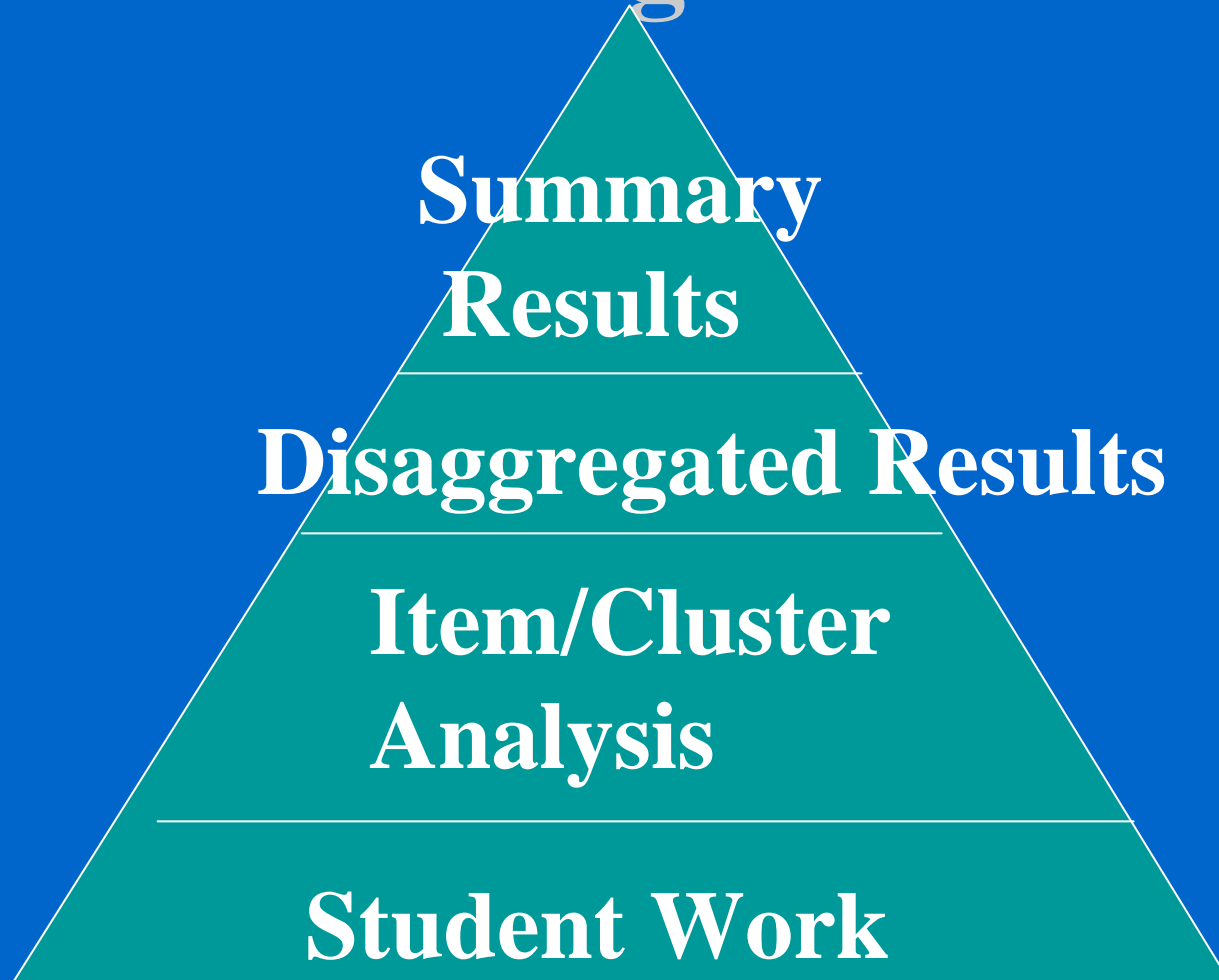 Summary
Results
Disaggregated Results
Item/Cluster
Analysis
Student Work